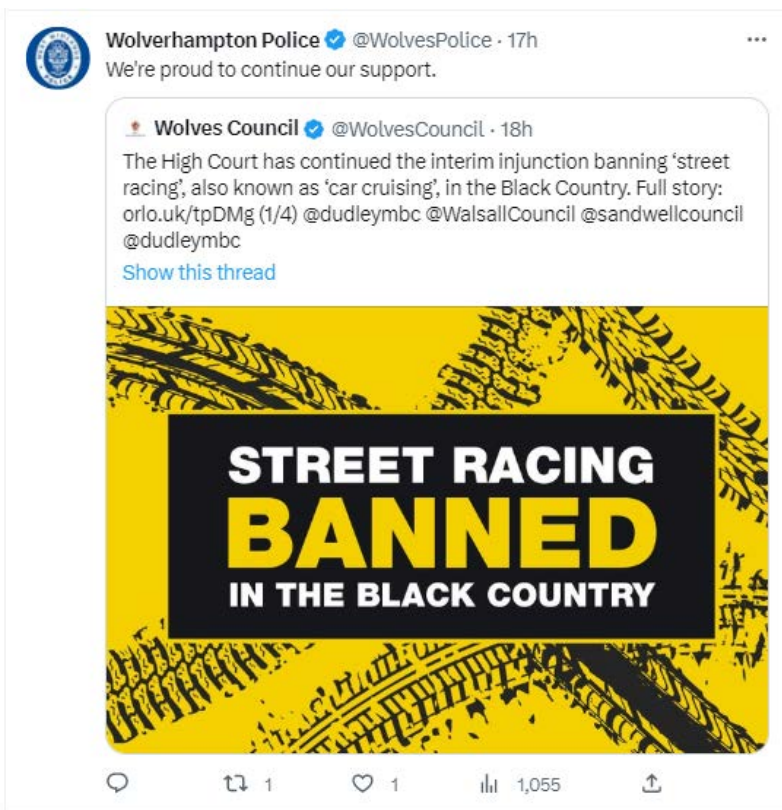 Wolverhampton Police @WolvesPolice · 17h
We're proud to continue our support.
Wolves Council @WolvesCouncil · 18h
The High Court has continued the interim injunction banning ‘street
racing’, also known as ‘car cruising’, in the Black Country. Full story:
orlo.uk/tpDMg (1/4) @dudleymbc @WalsallCouncil @sandwellcouncil
@dudleymbc
Show this thread
STREET RACING
BANNED
IN THE BLACK COUNTRY
1 1 1,055